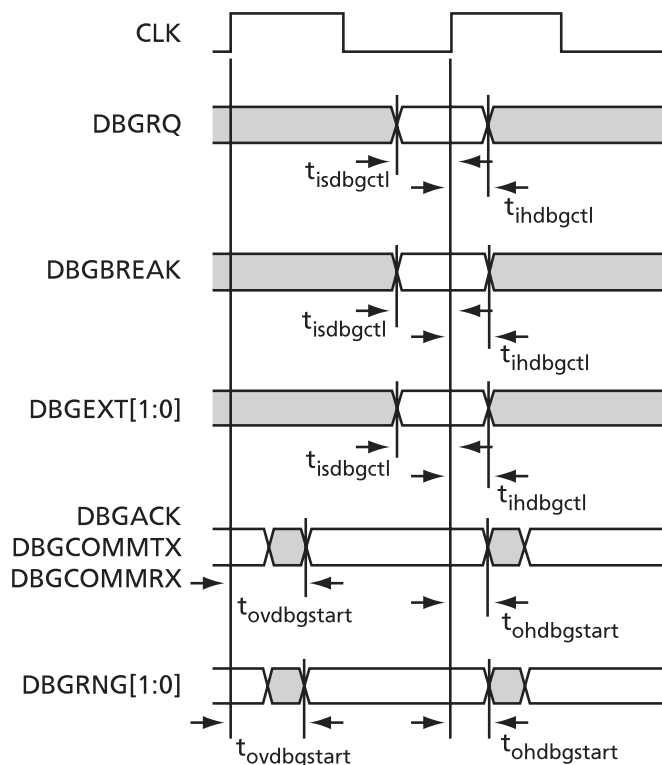 CLK
DBGRQ
tisdbgctl
tihdbgctl
DBGBREAK
tisdbgctl
tihdbgctl
DBGEXT[1:0]
tisdbgctl
tihdbgctl
DBGACK
DBGCOMMTX
DBGCOMMRX
tovdbgstart
tohdbgstart
DBGRNG[1:0]
tovdbgstart
tohdbgstart